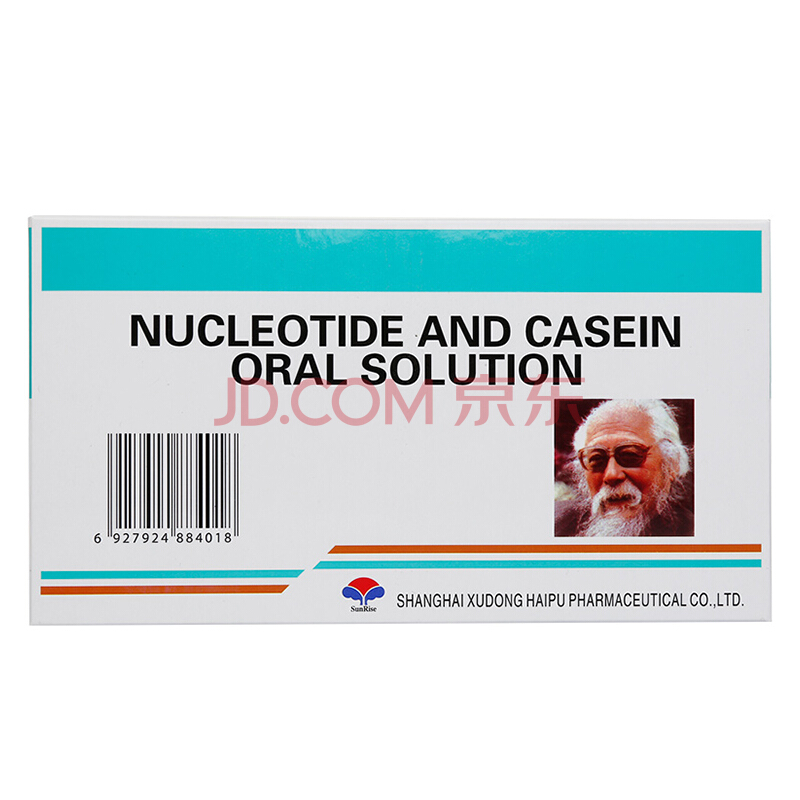 NUCLEOTIDE AND CASEIN
ORAL SOLUTION
JD.COM 京东
6 927924 884018
SunRise
SHANGHAI XUDONG HAIPU PHARMACEUTICAL CO.,LTD.